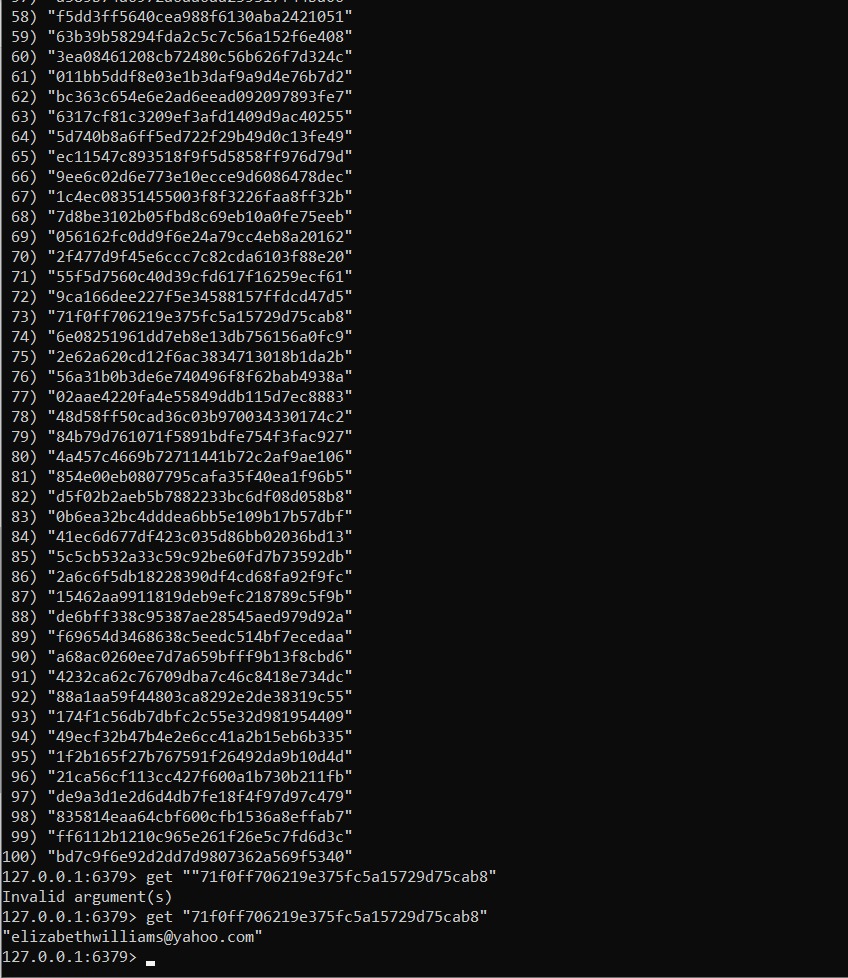 58) "f5dd3ff5640cea988f6130aba2421051"
59) "63b39b58294fda2c5c7c56a152f6e408"
60) "3ea08461208cb72480c56b626f7d324c"
61) "011bb5ddf8e03e1b3daf9a9d4e76b7d2"
62) "bc363c654e6e2ad6eead092097893fe7"
63) "6317cf81c3209ef3afd1409d9ac40255"
64) "5d740b8a6ff5ed722f29b49d0c13fe49"
65) "ec11547c893518f9f5d5858ff976d79d"
66) "9ee6c02d6e773e10ecce9d6086478dec"
67) "1c4ec08351455003f8f3226faa8ff32b"
68) "7d8be3102b05fbd8c69eb10a0fe75eeb"
69) "056162fc0dd9f6e24a79cc4eb8a20162"
70) "2f477d9f45e6ccc7c82cda6103f88e20"
71) "55f5d7560c40d39cfd617f16259ecf61"
72) "9ca166dee227f5e34588157ffdcd47d5"
73) "71f0ff706219e375fc5a15729d75cab8"
74) "6e08251961dd7eb8e13db756156a0fc9"
75) "2e62a620cd12f6ac3834713018b1da2b"
76) "56a31b0b3de6e740496f8f62bab4938a"
77) "02aae4220fa4e55849ddb115d7ec8883"
78) "48d58ff50cad36c03b970034330174c2"
79) "84b79d761071f5891bdfe754f3fac927"
80) "4a457c4669b72711441b72c2af9ae106"
81) "854e00eb0807795cafa35f40ea1f96b5"
82) "d5f02b2aeb5b7882233bc6df08d058b8"
83) "0b6ea32bc4dddea6bb5e109b17b57dbf"
84) "41ec6d677df423c035d86bb02036bd13"
85) "5c5cb532a33c59c92be60fd7b73592db"
86) "2a6c6f5db18228390df4cd68fa92f9fc"
87) "15462aa9911819deb9efc218789c5f9b"
88) "de6bff338c95387ae28545aed979d92a"
89) "f69654d3468638c5eedc514bf7ecedaa"
90) "a68ac0260ee7d7a659bfff9b13f8cbd6"
91) "4232ca62c76709dba7c46c8418e734dc"
92) "88a1aa59f44803ca8292e2de38319c55"
93) "174f1c56db7dbfc2c55e32d981954409"
94) "49ecf32b47b4e2e6cc41a2b15eb6b335"
95) "1f2b165f27b767591f26492da9b10d4d"
96) "21ca56cf113cc427f600a1b730b211fb"
97) "de9a3d1e2d6d4db7fe18f4f97d97c479"
98) "835814eaa64cbf600cfb1536a8effab7"
99) "ff6112b1210c965e261f26e5c7fd6d3c"
100) "bd7c9f6e92d2dd7d9807362a569f5340"
127.0.0.1:6379> get ""71f0ff706219e375fc5a15729d75cab8"
Invalid argument(s)
127.0.0.1:6379> get "71f0ff706219e375fc5a15729d75cab8"
"elizabethwilliams@yahoo.com"
127.0.0.1:6379>